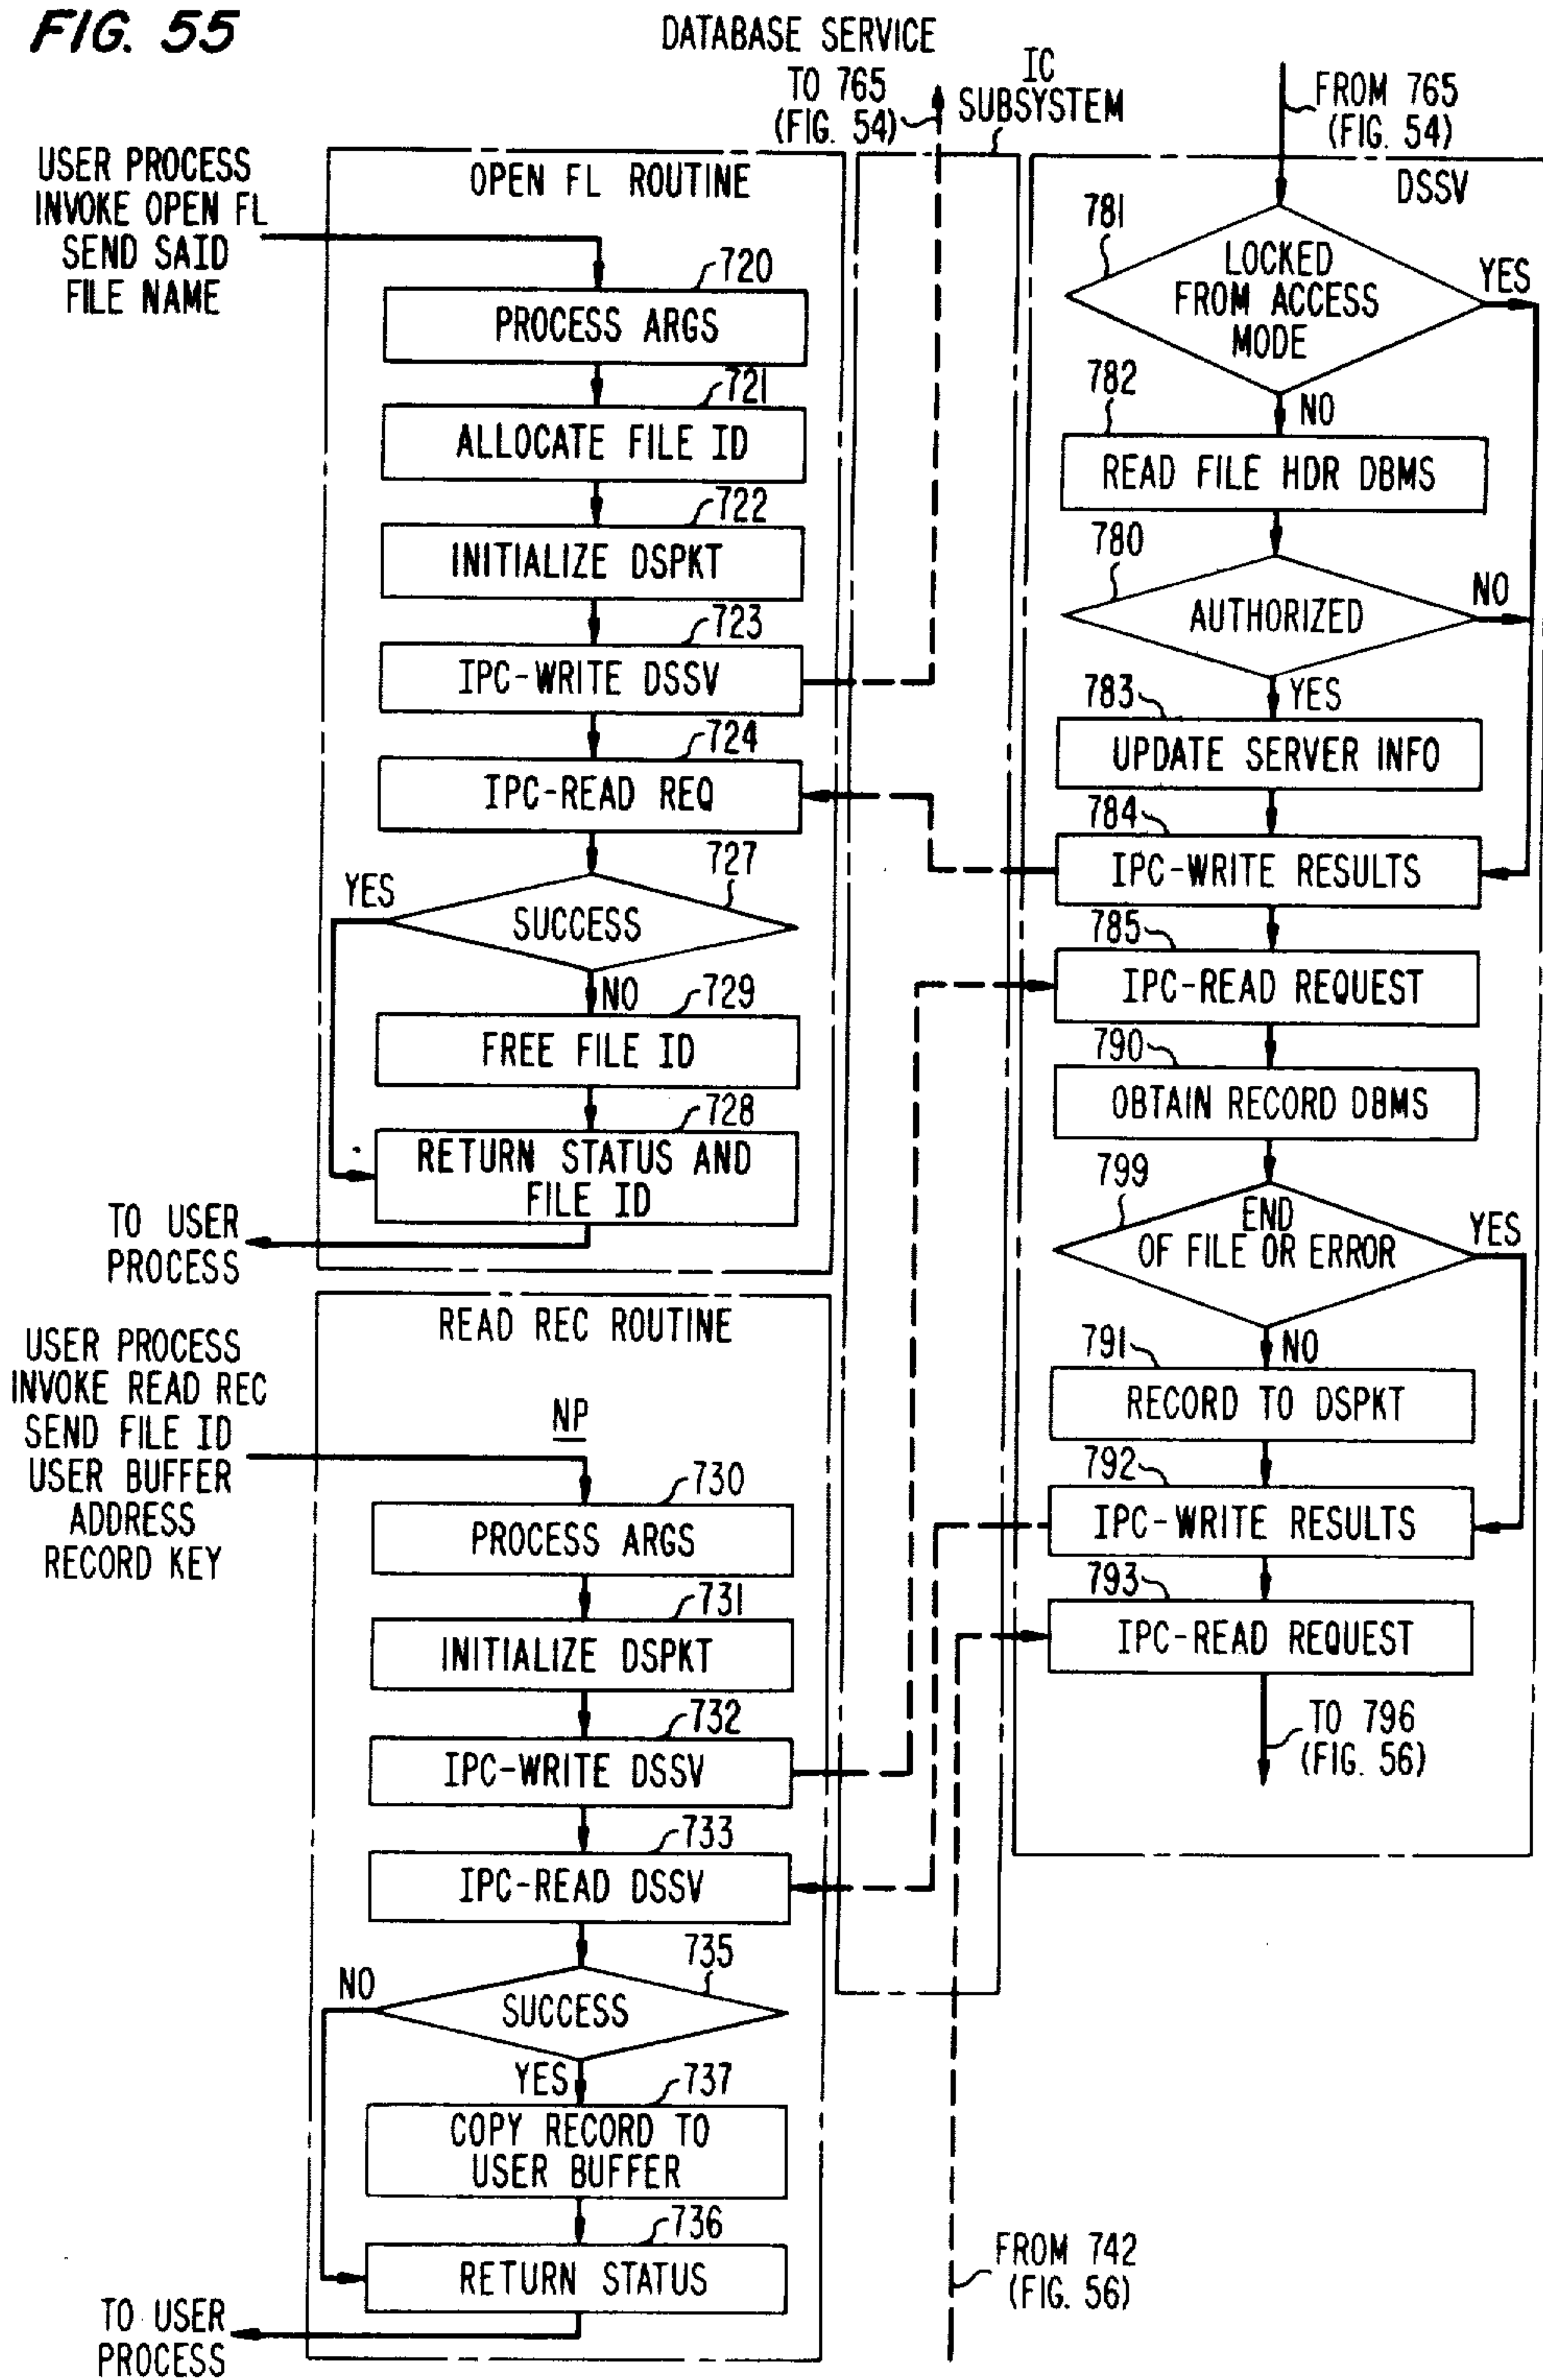 FIG. 55
DATABASE SERVICE
TO 765
(FIG. 54)
IC
SUBSYSTEM
FROM 765
(FIG. 54)
USER PROCESS
INVOKE OPEN FL
SEND SAID
FILE NAME
OPEN FL ROUTINE
720
PROCESS ARGS
721
ALLOCATE FILE ID
722
INITIALIZE DSPKT
723
IPC-WRITE DSSV
724
IPC-READ REQ
727
YES
SUCCESS
NO
729
FREE FILE ID
728
RETURN STATUS AND
FILE ID
TO USER
PROCESS
DSSV
781
LOCKED
FROM ACCESS
MODE
YES
NO
782
READ FILE HDR DBMS
780
AUTHORIZED
NO
YES
783
UPDATE SERVER INFO
784
IPC-WRITE RESULTS
785
IPC-READ REQUEST
790
OBTAIN RECORD DBMS
799
END
OF FILE OR ERROR
YES
NO
791
RECORD TO DSPKT
792
IPC-WRITE RESULTS
793
IPC-READ REQUEST
TO 796
(FIG. 56)
USER PROCESS
INVOKE READ REC
SEND FILE ID
USER BUFFER
ADDRESS
RECORD KEY
READ REC ROUTINE
NP
730
PROCESS ARGS
731
INITIALIZE DSPKT
732
IPC-WRITE DSSV
733
IPC-READ DSSV
735
NO
SUCCESS
YES
737
COPY RECORD TO
USER BUFFER
736
RETURN STATUS
TO USER
PROCESS
FROM 742
(FIG. 56)